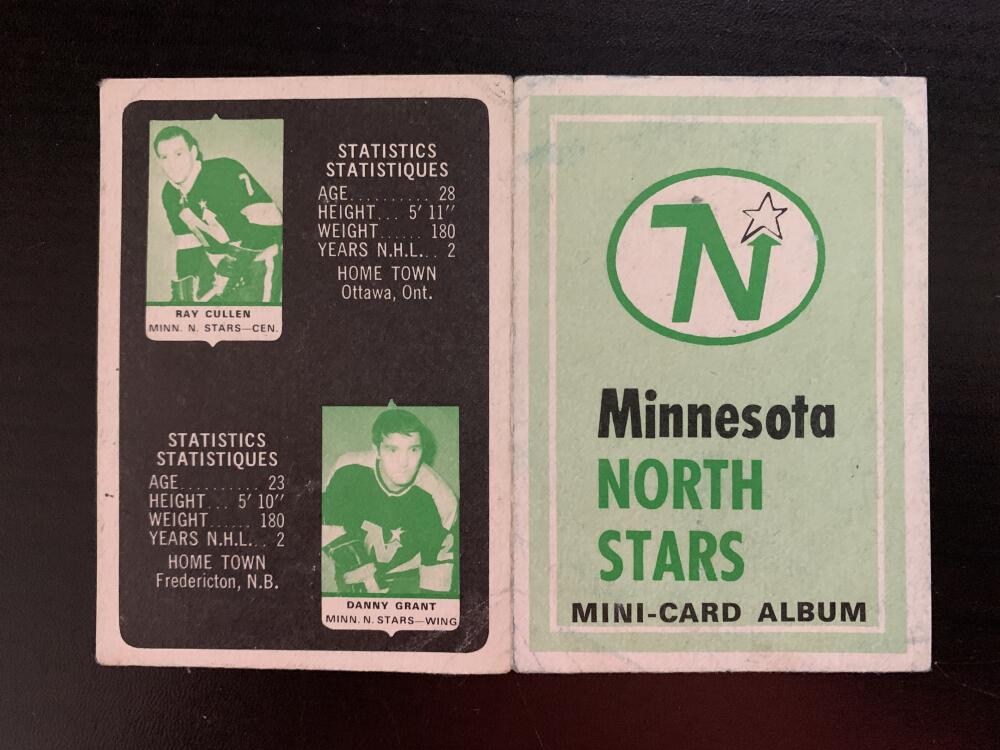 STATISTICS
STATISTIQUES
AGE.......... 28
HEIGHT... 5' 11"
WEIGHT...... 180
YEARS N.H.L... 2
HOME TOWN
Ottawa, Ont.
7
N
RAY CULLEN
MINN. N. STARS—CEN.
STATISTICS
STATISTIQUES
AGE.......... 23
HEIGHT... 5' 10"
WEIGHT...... 180
YEARS N.H.L... 2
HOME TOWN
Fredericton, N.B.
N
2
DANNY GRANT
MINN. N. STARS—WING
N
Minnesota
NORTH
STARS
MINI-CARD ALBUM